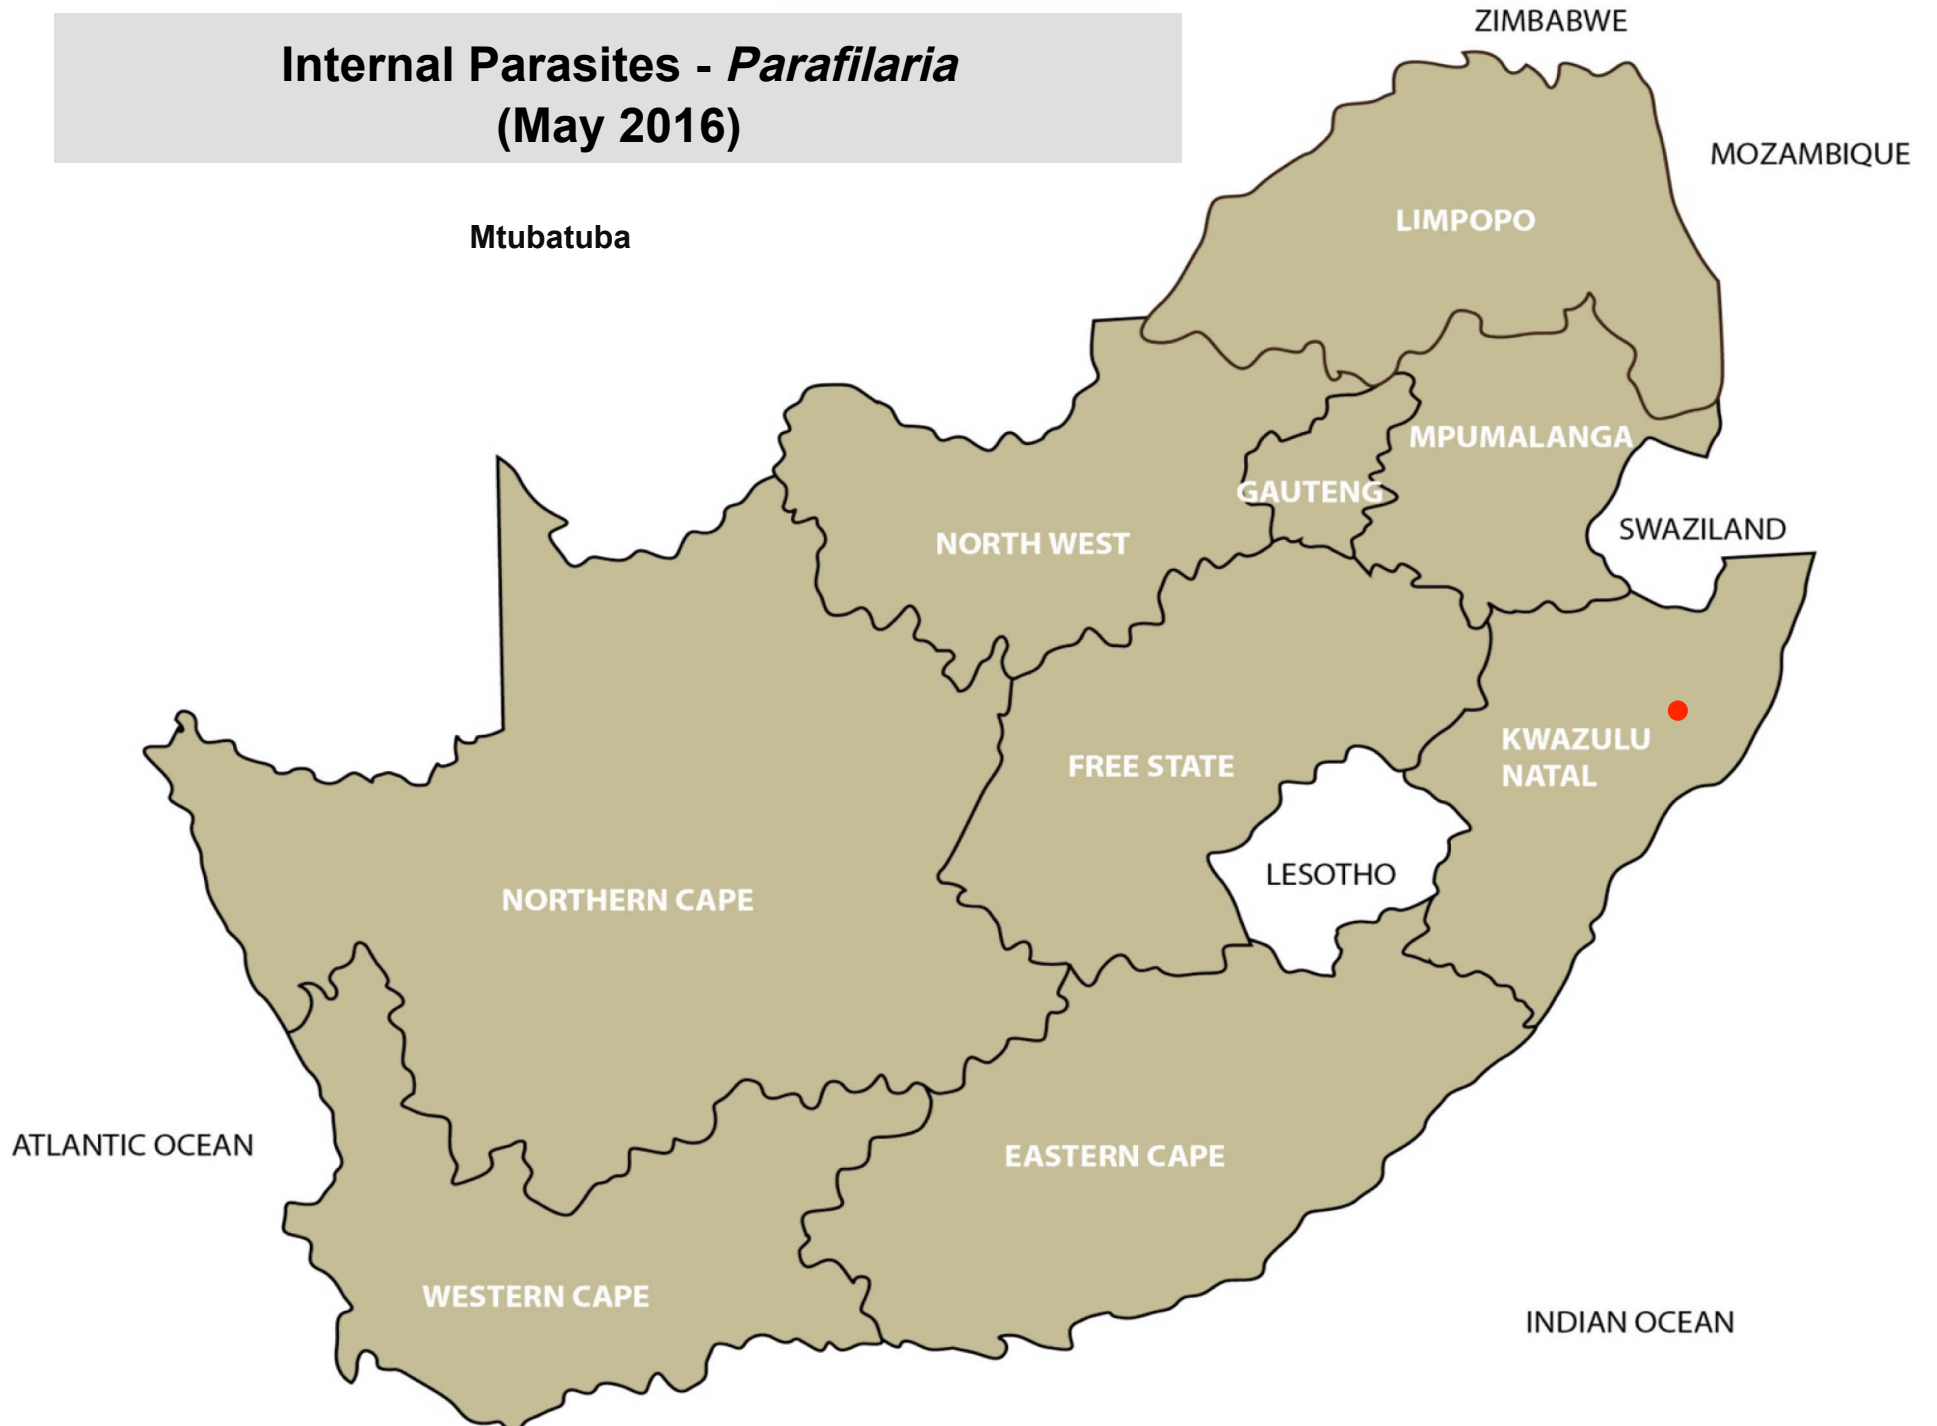 Internal Parasites - Parafilaria
(May 2016)
Mtubatuba
ZIMBABWE
MOZAMBIQUE
LIMPOPO
MPUMALANGA
GAUTENG
NORTH WEST
SWAZILAND
KWAZULU
NATAL
FREE STATE
LESOTHO
NORTHERN CAPE
ATLANTIC OCEAN
EASTERN CAPE
WESTERN CAPE
INDIAN OCEAN